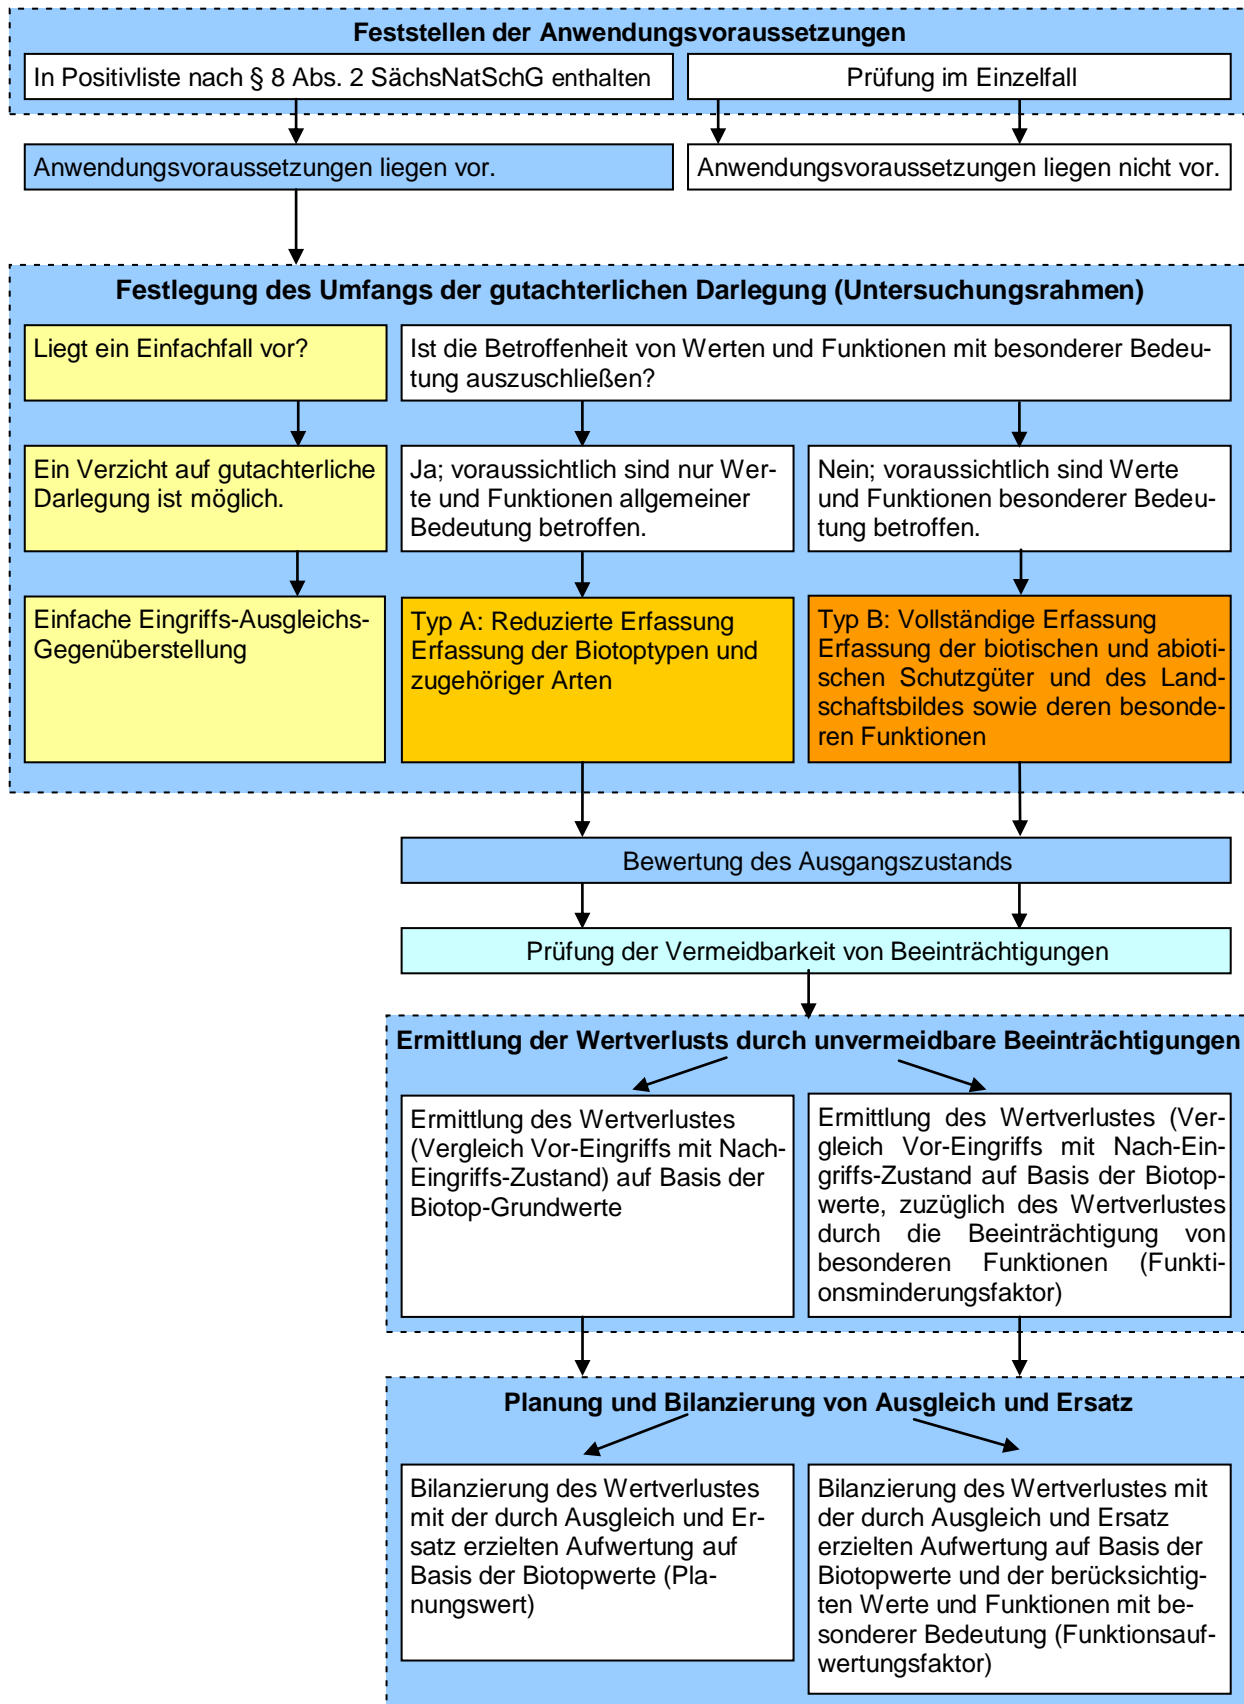 Feststellen der Anwendungsvoraussetzungen
In Positivliste nach § 8 Abs. 2 SächsNatSchG enthalten
Prüfung im Einzelfall
Anwendungsvoraussetzungen liegen vor.
Anwendungsvoraussetzungen liegen nicht vor.
Festlegung des Umfangs der gutachterlichen Darlegung (Untersuchungsrahmen)
Liegt ein Einfachfall vor?
Ist die Betroffenheit von Werten und Funktionen mit besonderer Bedeu-
tung auszuschließen?
Ein Verzicht auf gutachterliche
Darlegung ist möglich.
Ja; voraussichtlich sind nur Wer-
te und Funktionen allgemeiner
Bedeutung betroffen.
Nein; voraussichtlich sind Werte
und Funktionen besonderer Bedeu-
tung betroffen.
Einfache Eingriffs-Ausgleichs-
Gegenüberstellung
Typ A: Reduzierte Erfassung
Erfassung der Biotoptypen und
zugehöriger Arten
Typ B: Vollständige Erfassung
Erfassung der biotischen und abioti-
schen Schutzgüter und des Land-
schaftsbildes sowie deren besonde-
ren Funktionen
Bewertung des Ausgangszustands
Prüfung der Vermeidbarkeit von Beeinträchtigungen
Ermittlung der Wertverlusts durch unvermeidbare Beeinträchtigungen
Ermittlung des Wertverlustes
(Vergleich Vor-Eingriffs mit Nach-
Eingriffs-Zustand) auf Basis der
Biotop-Grundwerte
Ermittlung des Wertverlustes (Ver-
gleich Vor-Eingriffs mit Nach-Ein-
griffs-Zustand auf Basis der Biotop-
werte, zuzüglich des Wertverlustes
durch die Beeinträchtigung von
besonderen Funktionen (Funkti-
onsminderungsfaktor)
Planung und Bilanzierung von Ausgleich und Ersatz
Bilanzierung des Wertverlustes
mit der durch Ausgleich und Er-
satz erzielten Aufwertung auf
Basis der Biotopwerte (Pla-
nungswert)
Bilanzierung des Wertverlustes mit
der durch Ausgleich und Ersatz
erzielten Aufwertung auf Basis der
Biotopwerte und der berücksichtig-
ten Werte und Funktionen mit be-
sonderer Bedeutung (Funktionsauf-
wertungsfaktor)